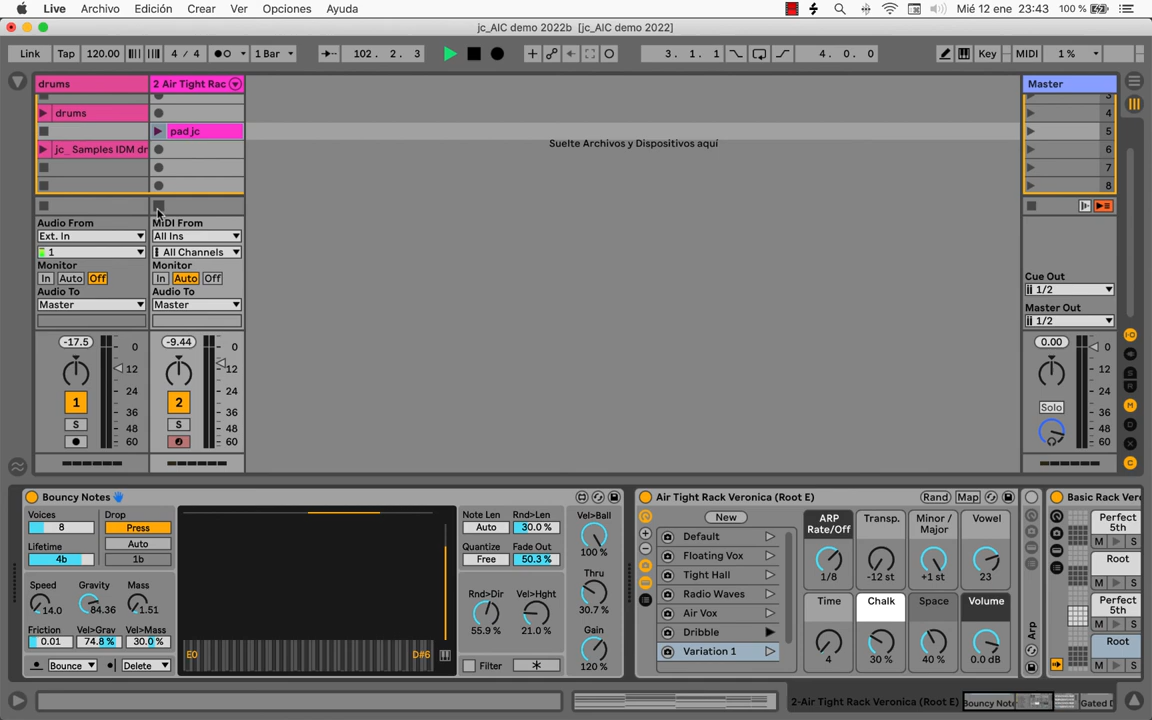 Live Archivo Edición Crear Ver Opciones Ayuda Mié 12 ene 23:43 100 %
jc_AIC demo 2022b [jc_AIC demo 2022]
Link Tap 120.00 4 / 4 1 Bar 102. 2. 3 3. 1. 1 4. 0. 0 Key MIDI 1 %
drums 2 Air Tight Rac Master
3
drums 4
pad jc 5
Suelte Archivos y Dispositivos aquí
jc_ Samples IDM dr 6
7
8
Audio From MIDI From
Ext. In All Ins
1 All Channels
Monitor Monitor
In Auto Off In Auto Off
Audio To Audio To
Master Master
Cue Out
1/2
Master Out
1/2
-17.5 0 -9.44 0 0.00 0
12 12 12
24 24 24
1 36 2 36 Solo 36
S 48 S 48 48
60 60 60
I·O S R M D X C
Bouncy Notes
Voices Drop
8 Press
Lifetime Auto
4b 1b
Speed Gravity Mass
14.0 84.36 1.51
Friction Vel>Grav Vel>Mass
0.01 74.8 % 30.0 %
Bounce Delete
E0 D#6
Note Len Rnd>Len
Auto 30.0 %
Quantize Fade Out
Free 50.3 %
Rnd>Dir Vel>Hght
55.9 % 21.0 %
Filter *
Vel>Ball
100 %
Thru
30.7 %
Gain
120 %
Air Tight Rack Veronica (Root E) Rand Map
New
Default
Floating Vox
Tight Hall
Radio Waves
Air Vox
Dribble
Variation 1
ARP Rate/Off Transp. Minor / Major Vowel
1/8 -12 st +1 st 23
Time Chalk Space Volume
4 30 % 40 % 0.0 dB
Arp
Basic Rack Ver
Perfect 5th
M S
Root
M S
Perfect 5th
M S
Root
M S
2-Air Tight Rack Veronica (Root E) Bouncy Note Gated D